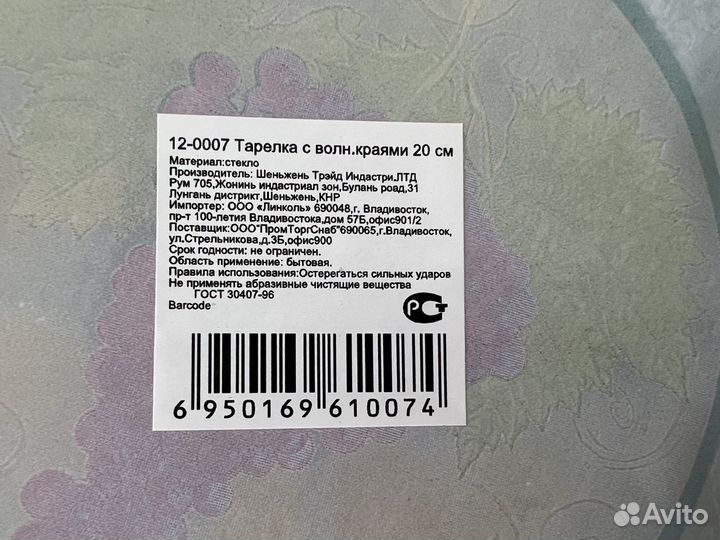 12-0007 Тарелка с волн.краями 20 см
Материал:стекло
Производитель: Шеньжень Трэйд Индастри.ЛТД
Рум 705,Жонинь индастриал зон,Булань роад,31
Лунгань дистрикт,Шеньжень,КНР
Импортер: ООО «Линколь» 690048,г. Владивосток,
пр-т 100-летия Владивостока,дом 57Б,офис901/2
Поставщик:ООО"ПромТоргСнаб"690065,г.Владивосток,
ул.Стрельникова,д.3Б,офис900
Срок годности: не ограничен.
Область применение: бытовая.
Правила использования:Остерегаться сильных ударов
Не применять абразивные чистящие вещества
ГОСТ 30407-96
Barcode
РСТ
6 950169 610074
Avito